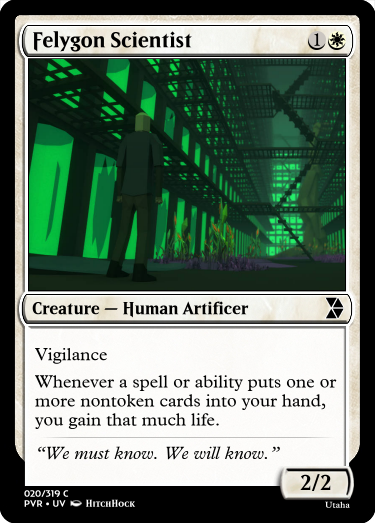 Felygon Scientist 1
Creature — Human Artificer
Vigilance
Whenever a spell or ability puts one or
more nontoken cards into your hand,
you gain that much life.
“We must know. We will know.”
2/2
020/319 C
PVR • UV HitchHock
Utaha